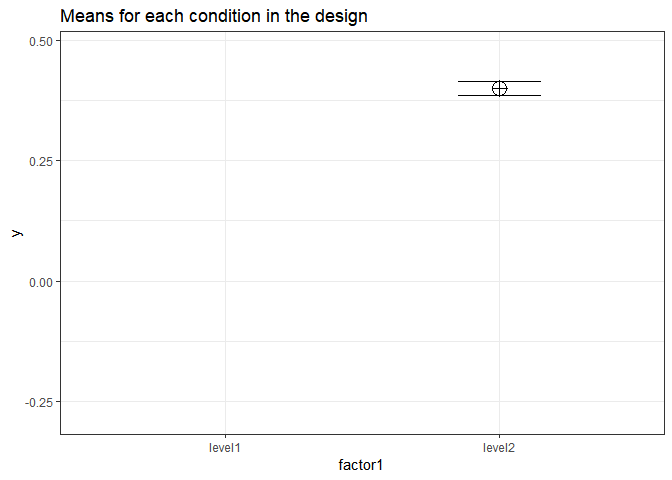 Means for each condition in the design
0.50
0.25
0.00
-0.25
y
level1
level2
factor1